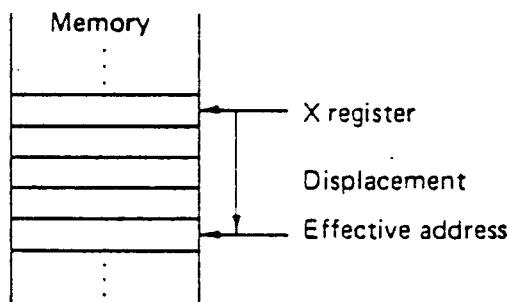 Memory
X register
Displacement
Effective address